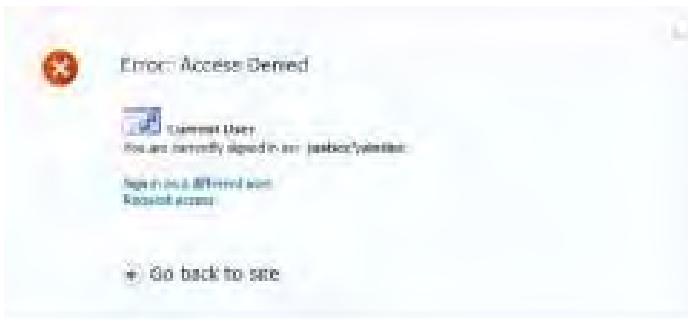 Error: Access Denied
Current User
You are currently signed in as:
Sign in as a different user
Request access
Go back to site